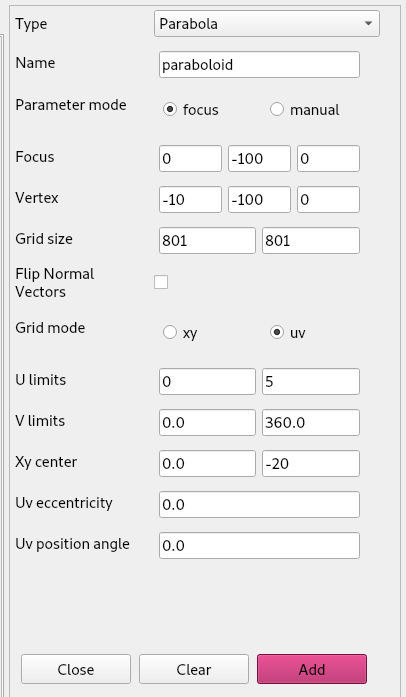 Type Parabola
Name paraboloid
Parameter mode focus manual
Focus 0 -100 0
Vertex -10 -100 0
Grid size 801 801
Flip Normal
Vectors
Grid mode xy uv
U limits 0 5
V limits 0.0 360.0
Xy center 0.0 -20
Uv eccentricity 0.0
Uv position angle 0.0
Close Clear Add